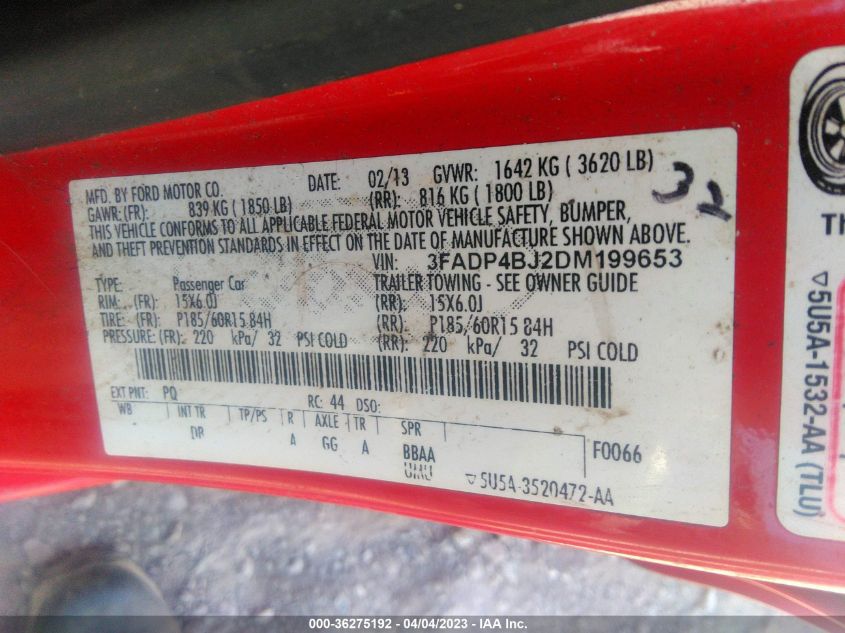 MFD. BY FORD MOTOR CO. DATE: 02/13 GVWR: 1642 KG ( 3620 LB)
GAWR: (FR): 839 KG ( 1850 LB) (RR): 816 KG ( 1800 LB)
THIS VEHICLE CONFORMS TO ALL APPLICABLE FEDERAL MOTOR VEHICLE SAFETY, BUMPER,
AND THEFT PREVENTION STANDARDS IN EFFECT ON THE DATE OF MANUFACTURE SHOWN ABOVE.
VIN: 3FADP4BJ2DM199653
TYPE: Passenger Car TRAILER TOWING - SEE OWNER GUIDE
RIM: (FR): 15X6.0J (RR): 15X6.0J
TIRE: (FR): P185/60R15 84H (RR): P185/60R15 84H
PRESSURE: (FR): 220 kPa/ 32 PSI COLD (RR): 220 kPa/ 32 PSI COLD
EXT PNT: PQ RC: 44 DSO:
WB INT TR TP/PS R AXLE TR SPR
DP A GG A BBAA F0066
UMU
▽5U5A-3520472-AA
32
TH
▽5U5A-1532-AA (TLU)
000-36275192 - 04/04/2023 - IAA Inc.